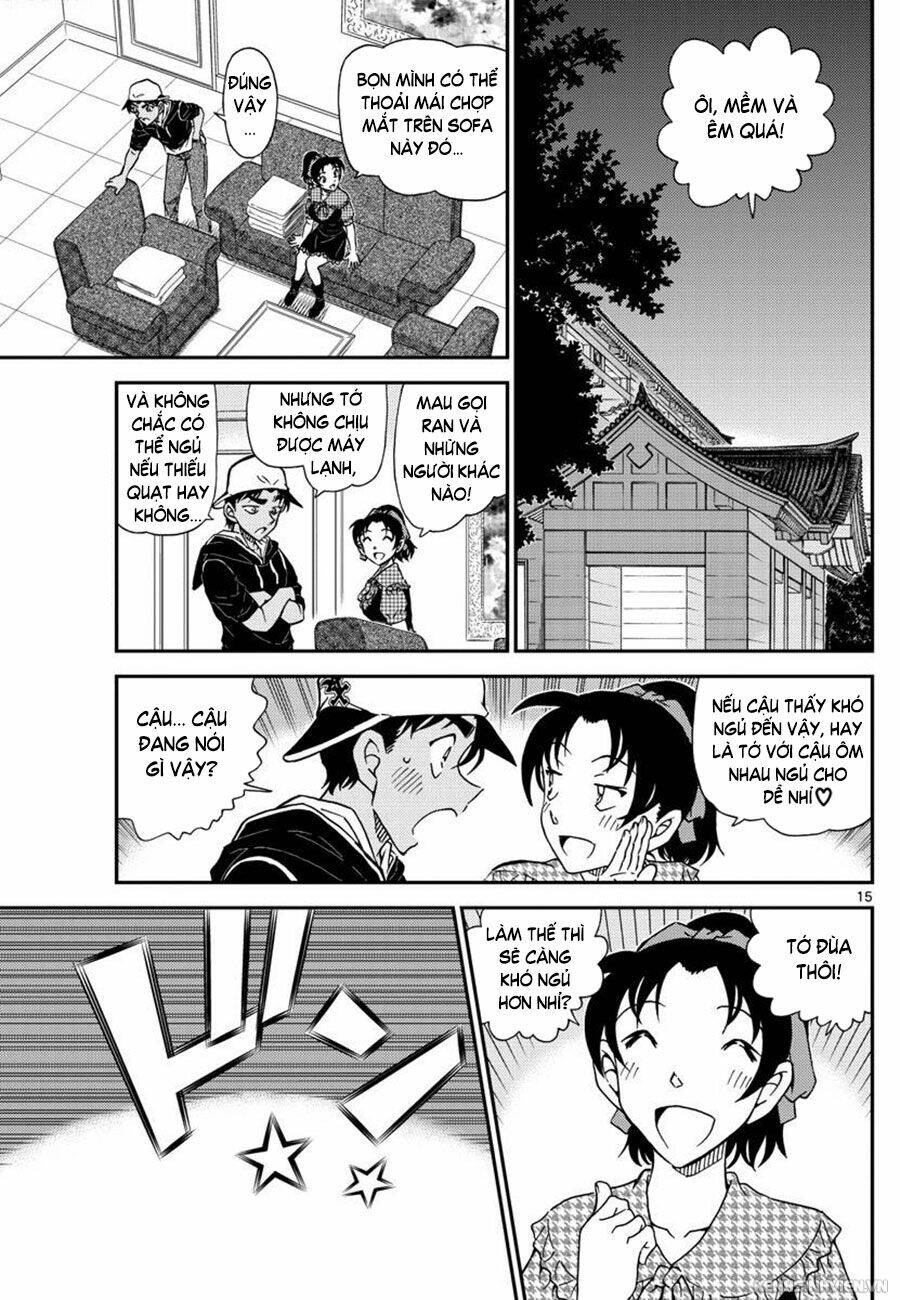 ÔI, MỀM VÀ
ÊM QUÁ!
BỌN MÌNH CÓ THỂ
THOẢI MÁI CHỢP
MẮT TRÊN SOFA
NÀY ĐÓ...
ĐÚNG
VẬY
...
MAU GỌI
RAN VÀ
NHỮNG
NGƯỜI KHÁC
NÀO!
NHƯNG TỚ
KHÔNG CHỊU
ĐƯỢC MÁY
LẠNH,
VÀ KHÔNG
CHẮC CÓ
THỂ NGỦ
NẾU THIẾU
QUẠT HAY
KHÔNG...
NẾU CẬU THẤY KHÓ
NGỦ ĐẾN VẬY, HAY
LÀ TỚ VỚI CẬU ÔM
NHAU NGỦ CHO
DỄ NHỈ♡
CẬU... CẬU
ĐANG NÓI
GÌ VẬY?
15
TỚ ĐÙA
THÔI!
LÀM THẾ THÌ
SẼ CÀNG
KHÓ NGỦ
HƠN NHỈ?
ドン